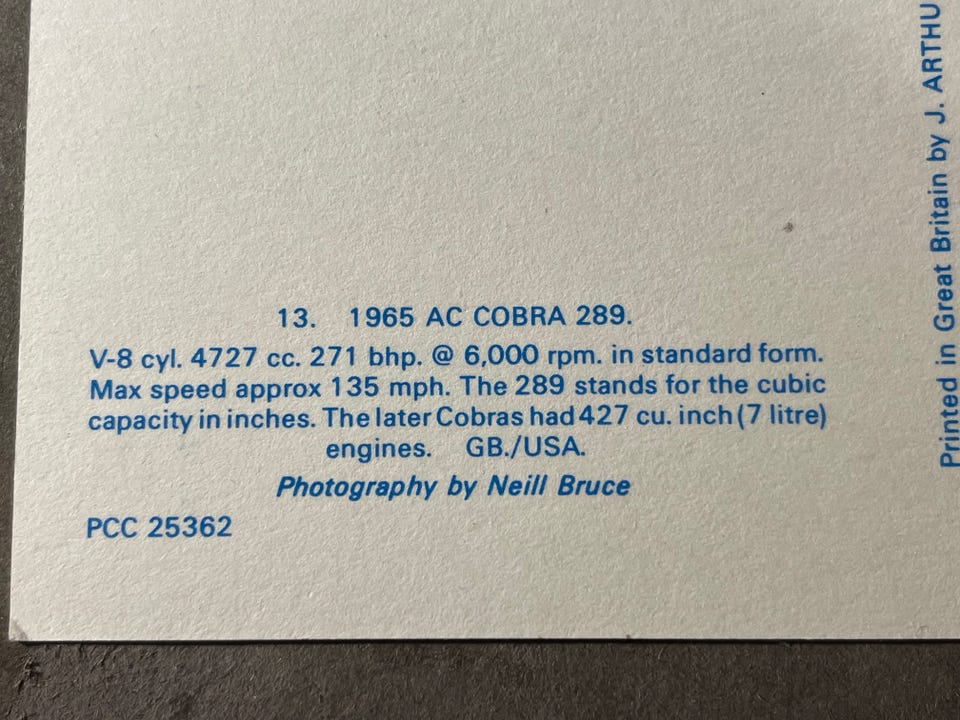 13. 1965 AC COBRA 289.
V-8 cyl. 4727 cc. 271 bhp. @ 6,000 rpm. in standard form.
Max speed approx 135 mph. The 289 stands for the cubic
capacity in inches. The later Cobras had 427 cu. inch (7 litre)
engines. GB./USA.
Photography by Neill Bruce
PCC 25362
Printed in Great Britain by J. ARTHU